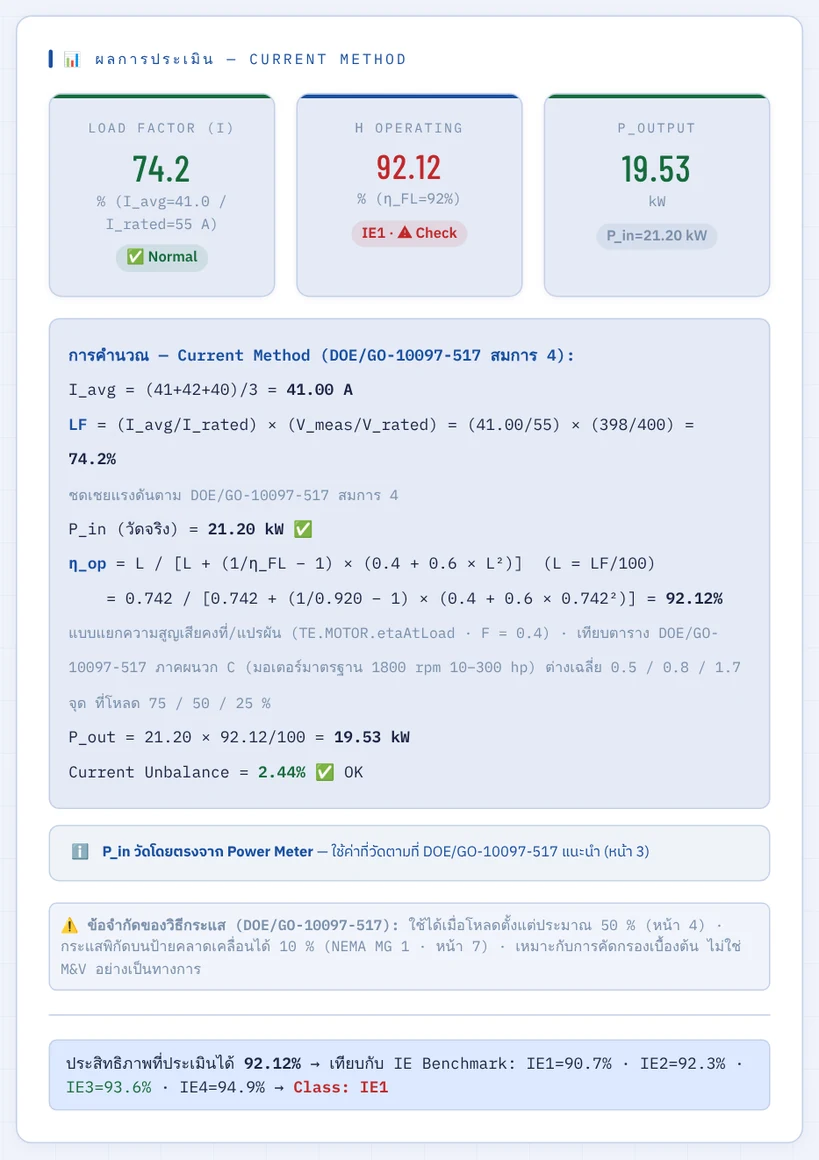 📊 ผลการประเมิน — CURRENT METHOD
LOAD FACTOR (I)
74.2
% (I_avg=41.0 /
I_rated=55 A)
✅ Normal
Η OPERATING
92.12
% (η_FL=92%)
IE1 · ⚠ Check
P_OUTPUT
19.53
kW
P_in=21.20 kW
การคำนวณ — Current Method (DOE/GO-10097-517 สมการ 4):
I_avg = (41+42+40)/3 = 41.00 A
LF = (I_avg/I_rated) × (V_meas/V_rated) = (41.00/55) × (398/400) =
74.2%
ชดเชยแรงดันตาม DOE/GO-10097-517 สมการ 4
P_in (วัดจริง) = 21.20 kW ✅
η_op = L / [L + (1/η_FL − 1) × (0.4 + 0.6 × L²)] (L = LF/100)
= 0.742 / [0.742 + (1/0.920 − 1) × (0.4 + 0.6 × 0.742²)] = 92.12%
แบบแยกความสูญเสียคงที่/แปรผัน (TE.MOTOR.etaAtLoad · F = 0.4) · เทียบตาราง DOE/GO-
10097-517 ภาคผนวก C (มอเตอร์มาตรฐาน 1800 rpm 10–300 hp) ต่างเฉลี่ย 0.5 / 0.8 / 1.7
จุด ที่โหลด 75 / 50 / 25 %
P_out = 21.20 × 92.12/100 = 19.53 kW
Current Unbalance = 2.44% ✅ OK
ℹ️ P_in วัดโดยตรงจาก Power Meter — ใช้ค่าที่วัดตามที่ DOE/GO-10097-517 แนะนำ (หน้า 3)
⚠️ ข้อจำกัดของวิธีกระแส (DOE/GO-10097-517): ใช้ได้เมื่อโหลดตั้งแต่ประมาณ 50 % (หน้า 4) ·
กระแสพิกัดบนป้ายคลาดเคลื่อนได้ 10 % (NEMA MG 1 · หน้า 7) · เหมาะกับการคัดกรองเบื้องต้น ไม่ใช่
M&V อย่างเป็นทางการ
ประสิทธิภาพที่ประเมินได้ 92.12% → เทียบกับ IE Benchmark: IE1=90.7% · IE2=92.3% ·
IE3=93.6% · IE4=94.9% → Class: IE1